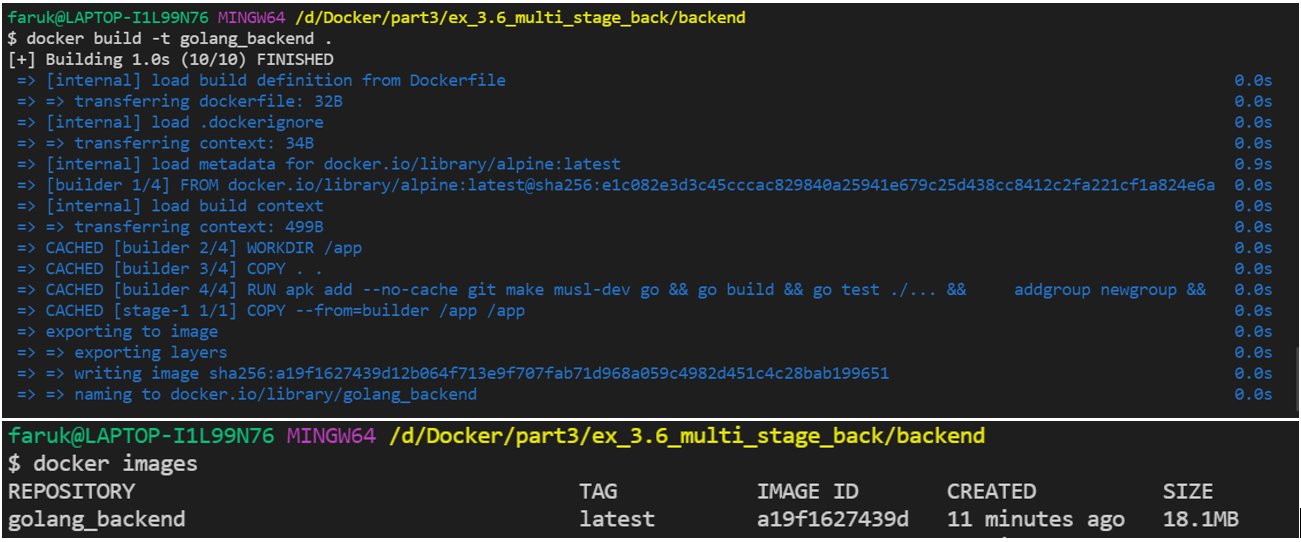 faruk@LAPTOP-I1L99N76 MINGW64 /d/Docker/part3/ex_3.6_multi_stage_back/backend
$ docker build -t golang_backend .
[+] Building 1.0s (10/10) FINISHED
=> [internal] load build definition from Dockerfile 0.0s
=> => transferring dockerfile: 32B 0.0s
=> [internal] load .dockerignore 0.0s
=> => transferring context: 34B 0.0s
=> [internal] load metadata for docker.io/library/alpine:latest 0.9s
=> [builder 1/4] FROM docker.io/library/alpine:latest@sha256:e1c082e3d3c45cccac829840a25941e679c25d438cc8412c2fa221cf1a824e6a 0.0s
=> [internal] load build context 0.0s
=> => transferring context: 499B 0.0s
=> CACHED [builder 2/4] WORKDIR /app 0.0s
=> CACHED [builder 3/4] COPY . . 0.0s
=> CACHED [builder 4/4] RUN apk add --no-cache git make musl-dev go && go build && go test ./... && addgroup newgroup && 0.0s
=> CACHED [stage-1 1/1] COPY --from=builder /app /app 0.0s
=> exporting to image 0.0s
=> => exporting layers 0.0s
=> => writing image sha256:a19f1627439d12b064f713e9f707fab71d968a059c4982d451c4c28bab199651 0.0s
=> => naming to docker.io/library/golang_backend 0.0s
faruk@LAPTOP-I1L99N76 MINGW64 /d/Docker/part3/ex_3.6_multi_stage_back/backend
$ docker images
REPOSITORY TAG IMAGE ID CREATED SIZE
golang_backend latest a19f1627439d 11 minutes ago 18.1MB